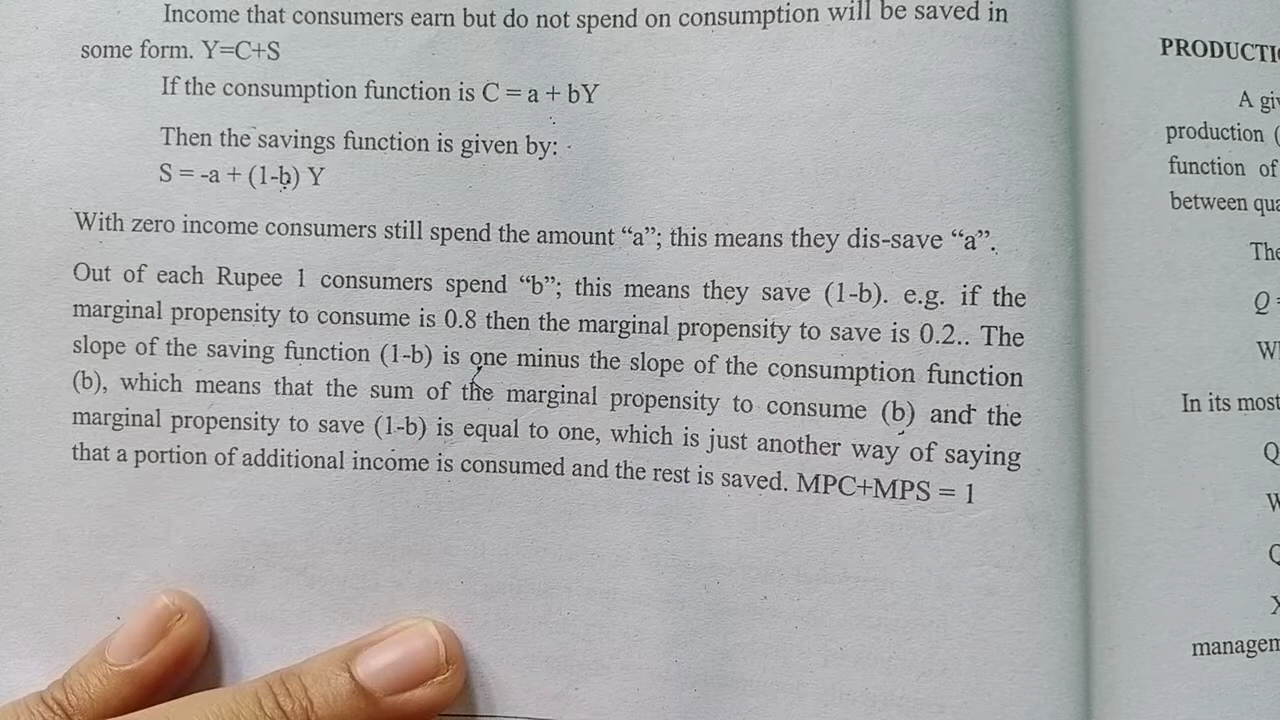 Income that consumers earn but do not spend on consumption will be saved in
some form. Y=C+S
If the consumption function is C = a + bY
Then the savings function is given by:
S = -a + (1-b) Y
With zero income consumers still spend the amount “a”; this means they dis-save “a”.
Out of each Rupee 1 consumers spend “b”; this means they save (1-b). e.g. if the
marginal propensity to consume is 0.8 then the marginal propensity to save is 0.2.. The
slope of the saving function (1-b) is one minus the slope of the consumption function
(b), which means that the sum of the marginal propensity to consume (b) and the
marginal propensity to save (1-b) is equal to one, which is just another way of saying
that a portion of additional income is consumed and the rest is saved. MPC+MPS = 1
A
production (
function of
between
Q =
In its most
Q